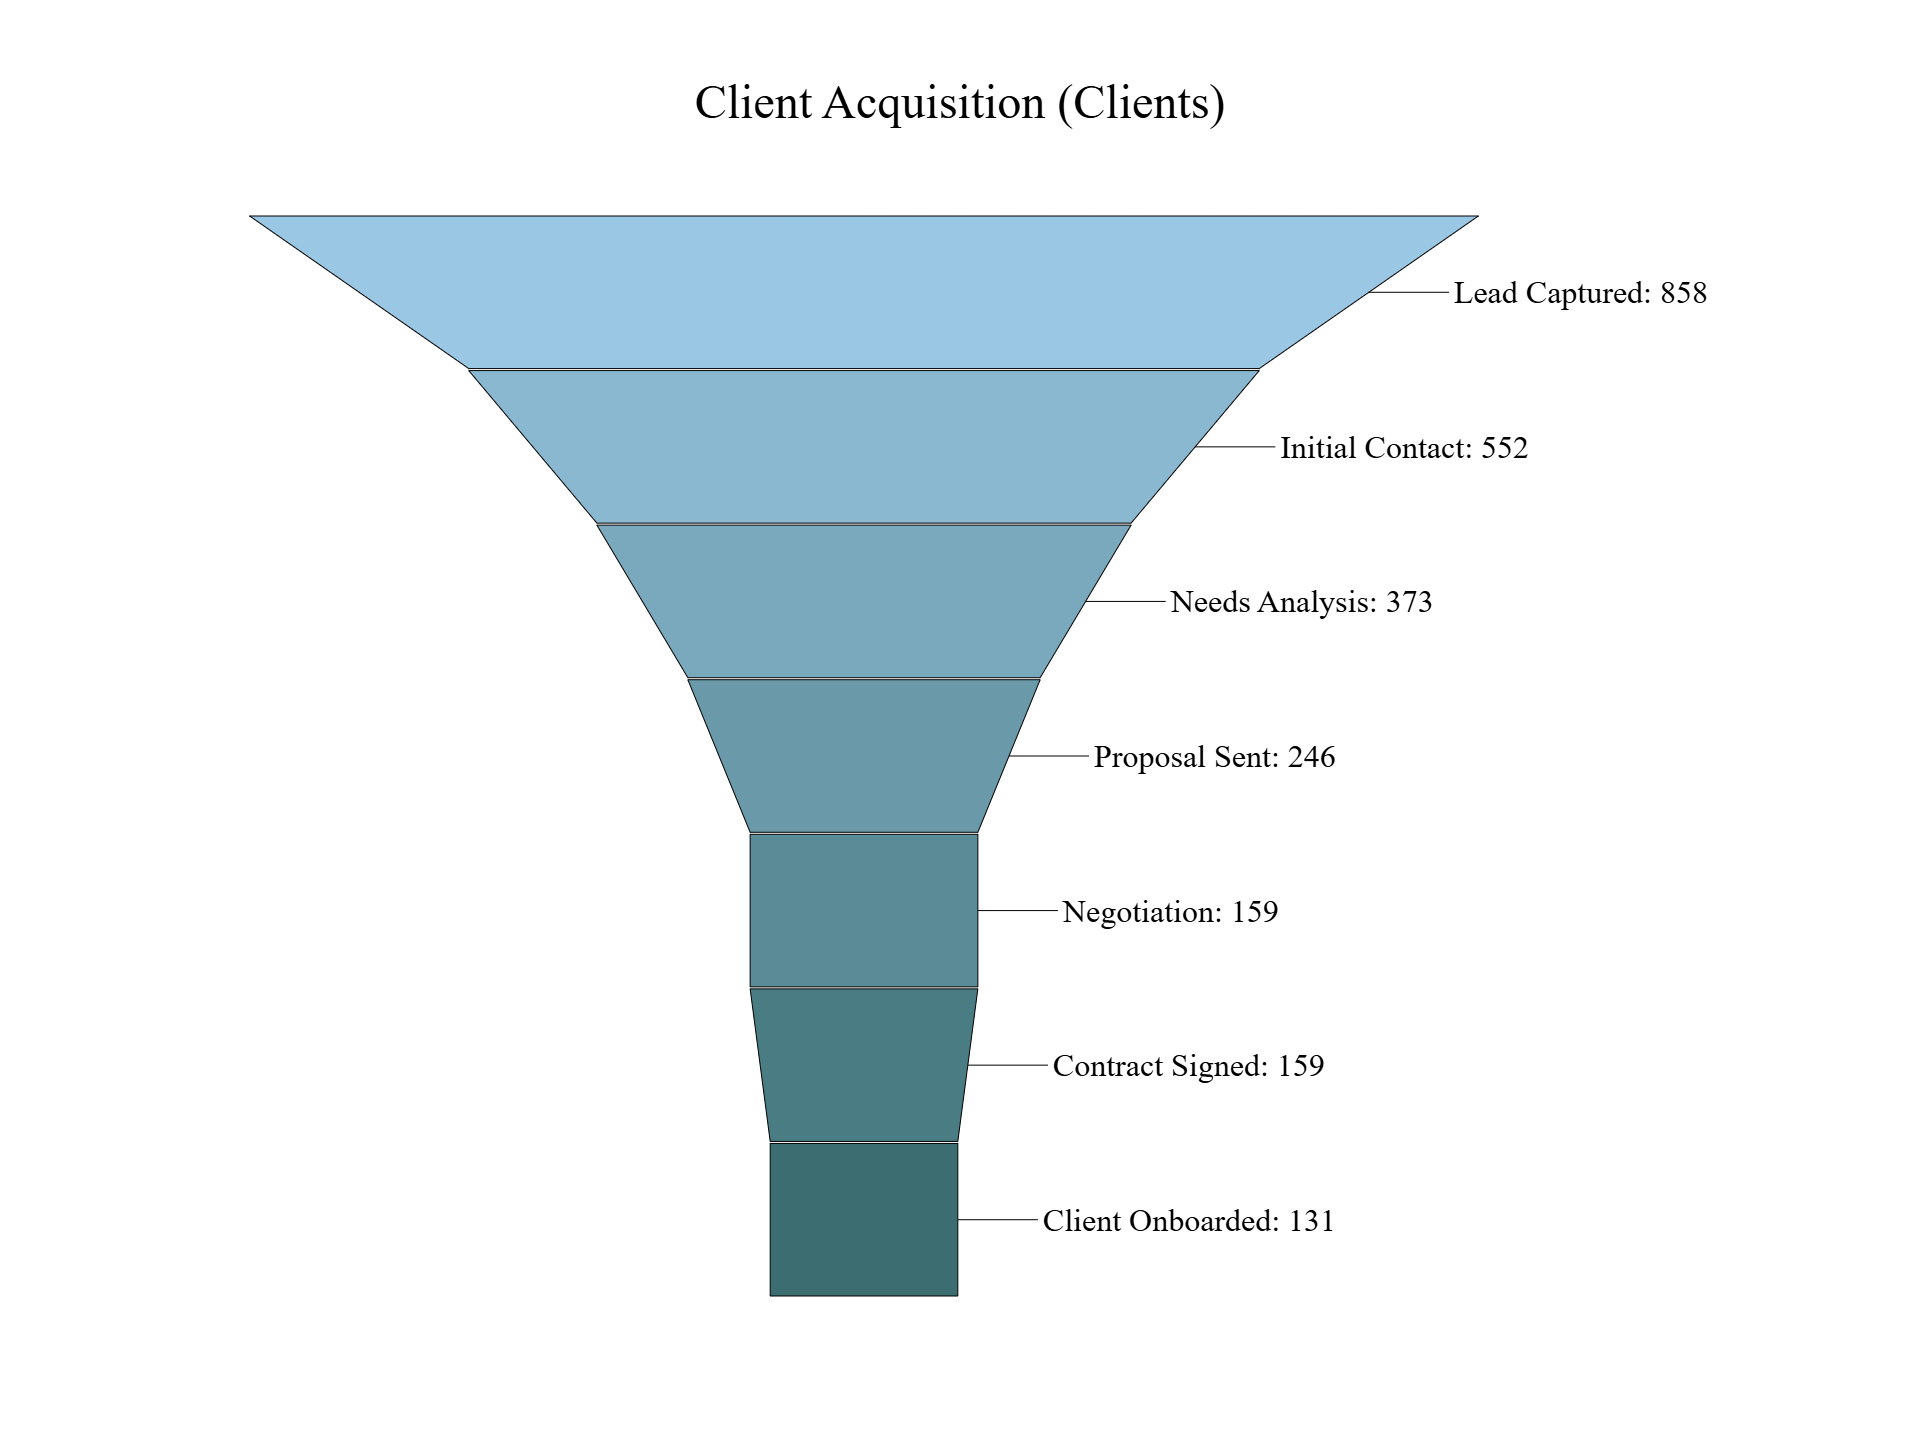 Client Acquisition (Clients)
Lead Captured: 858
Initial Contact: 552
Needs Analysis: 373
Proposal Sent: 246
Negotiation: 159
Contract Signed: 159
Client Onboarded: 131